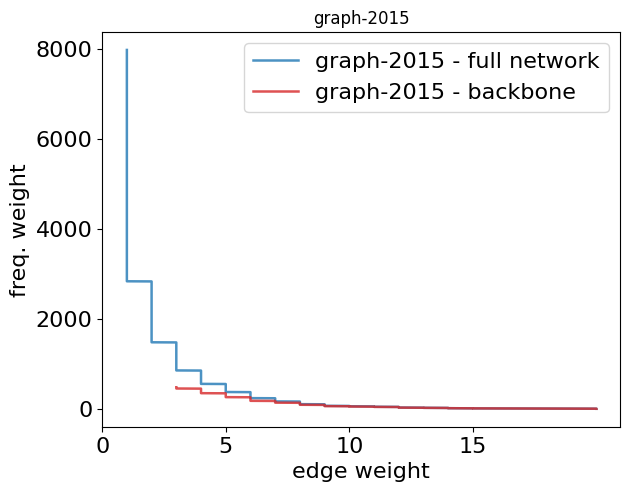 graph-2015
graph-2015 - full network
graph-2015 - backbone
freq. weight
8000
6000
4000
2000
0
0 5 10 15
edge weight